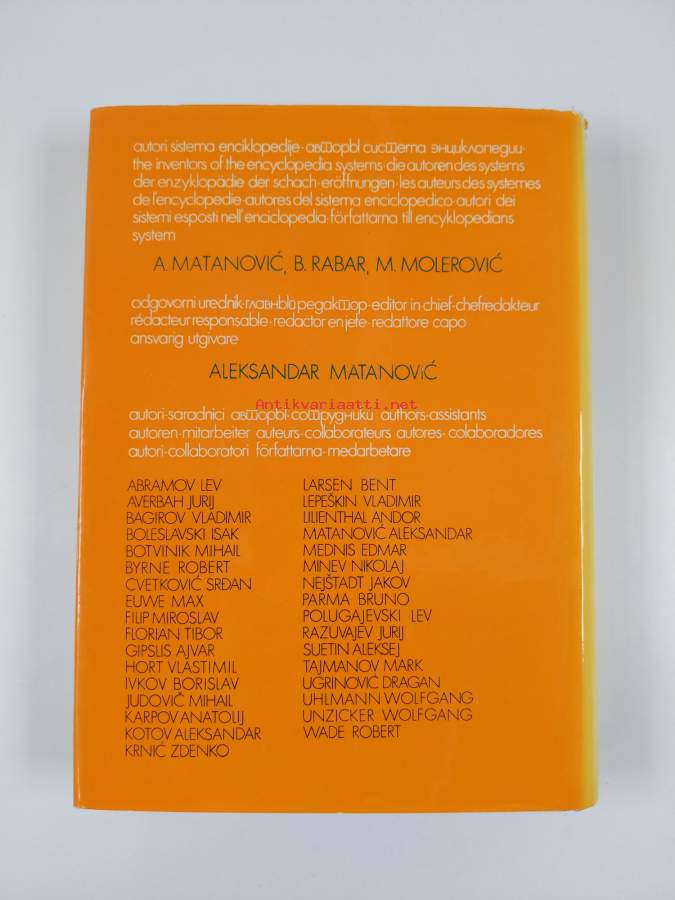 autori sistema enciklopedije·авторы система энциклопедии·
the inventors of the encyclopedia systems·die autoren des systems
der enzyklopädie der schach-eröffnungen·les auteurs des systemes
de l'encyclopedie·autores del sistema enciclopedico·autori dei
sistemi esposti nell'enciclopedia·författarna till encyklopedians
system
A. MATANOVIĆ, B. RABAR, M. MOLEROVIĆ
odgovorni urednik·главный редактор·editor in chief·chefredakteur
rédacteur responsable·redactor en jefe·redattore capo
ansvarig utgivare
ALEKSANDAR MATANOViĆ
Antikvariaatti.net
autori·saradnici авторы·сотрудники authors·assistants
autoren·mitarbeiter auteurs·collaborateurs autores·colaboradores
autori·collaboratori författarna·medarbetare
ABRAMOV LEV
AVERBAH JURIJ
BAGIROV VLADIMIR
BOLESLAVSKI ISAK
BOTVINIK MIHAIL
BYRNE ROBERT
CVETKOVIĆ SRĐAN
EUWE MAX
FILIP MIROSLAV
FLORIAN TIBOR
GIPSLIS AJVAR
HORT VLASTIMIL
IVKOV BORISLAV
JUDOVIČ MIHAIL
KARPOV ANATOLIJ
KOTOV ALEKSANDAR
KRNIĆ ZDENKO
LARSEN BENT
LEPEŠKIN VLADIMIR
LILIENTHAL ANDOR
MATANOVIĆ ALEKSANDAR
MEDNIS EDMAR
MINEV NIKOLAJ
NEJŠTADT JAKOV
PARMA BRUNO
POLUGAJEVSKI LEV
RAZUVAJEV JURIJ
SUETIN ALEKSEJ
TAJMANOV MARK
UGRINOVIĆ DRAGAN
UHLMANN WOLFGANG
UNZICKER WOLFGANG
WADE ROBERT